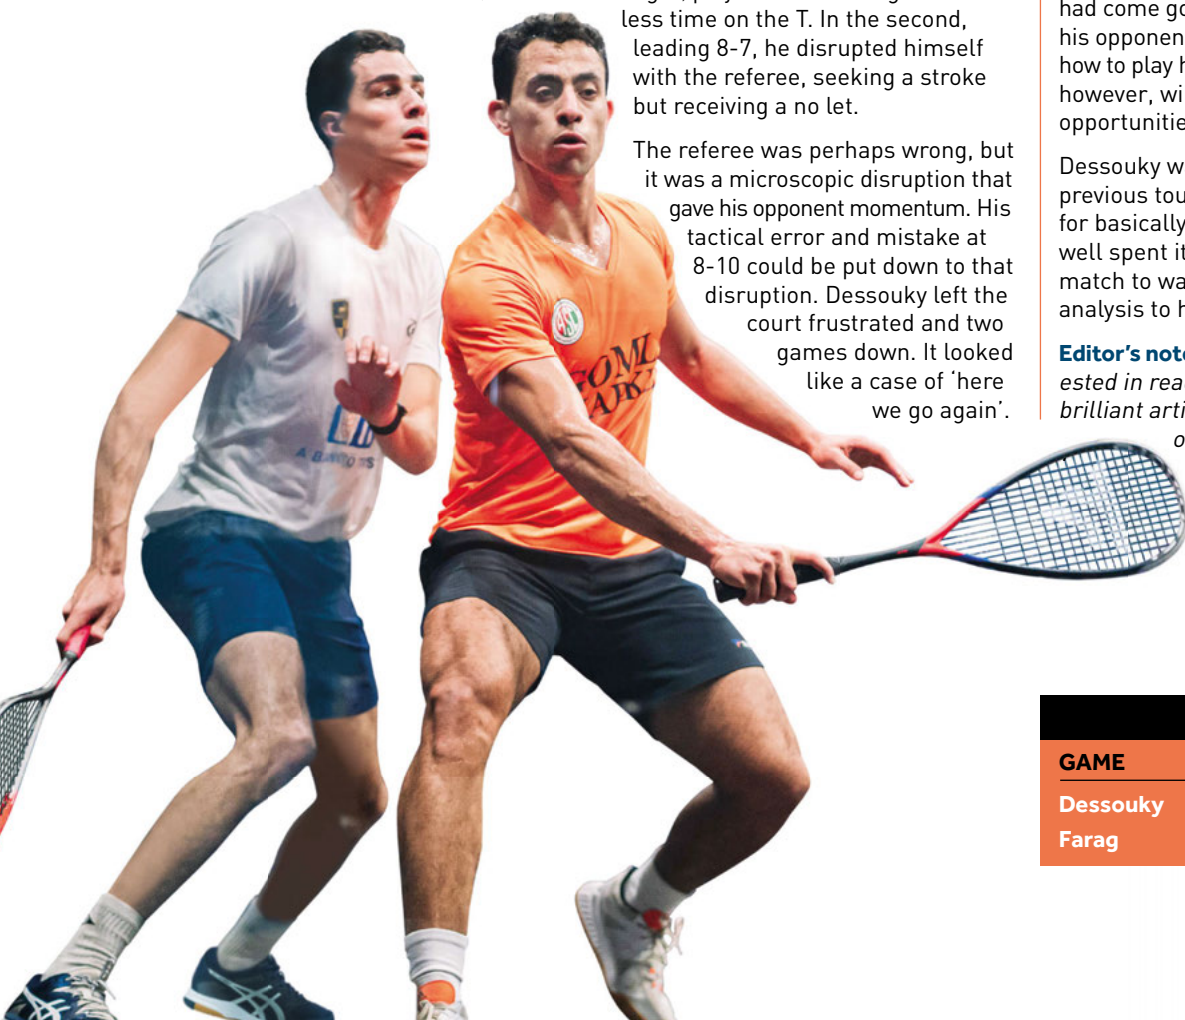 less time on the T. In the second,
leading 8-7, he disrupted himself
with the referee, seeking a stroke
but receiving a no let.
The referee was perhaps wrong, but
it was a microscopic disruption that
gave his opponent momentum. His
tactical error and mistake at
8-10 could be put down to that
disruption. Dessouky left the
court frustrated and two
games down. It looked
like a case of ‘here
we go again’.
had come
his opponen
how to play
however, wi
opportunitie
Dessouky w
previous tou
for basically
well spent it
match to wa
analysis to h
Editor’s note
ested in rea
brilliant arti
GAME
Dessouky
Farag